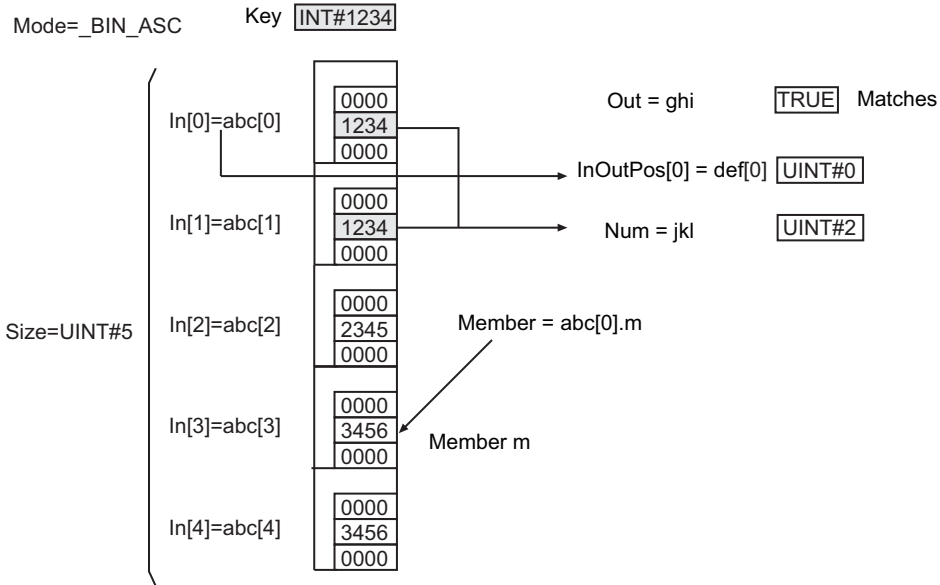 Mode=_BIN_ASC Key INT#1234
0000
In[0]=abc[0] 1234
0000
Out = ghi TRUE Matches
InOutPos[0] = def[0] UINT#0
0000
In[1]=abc[1] 1234
0000
Num = jkl UINT#2
0000
Size=UINT#5 In[2]=abc[2] 2345
0000
Member = abc[0].m
0000
In[3]=abc[3] 3456
0000
Member m
0000
In[4]=abc[4] 3456
0000